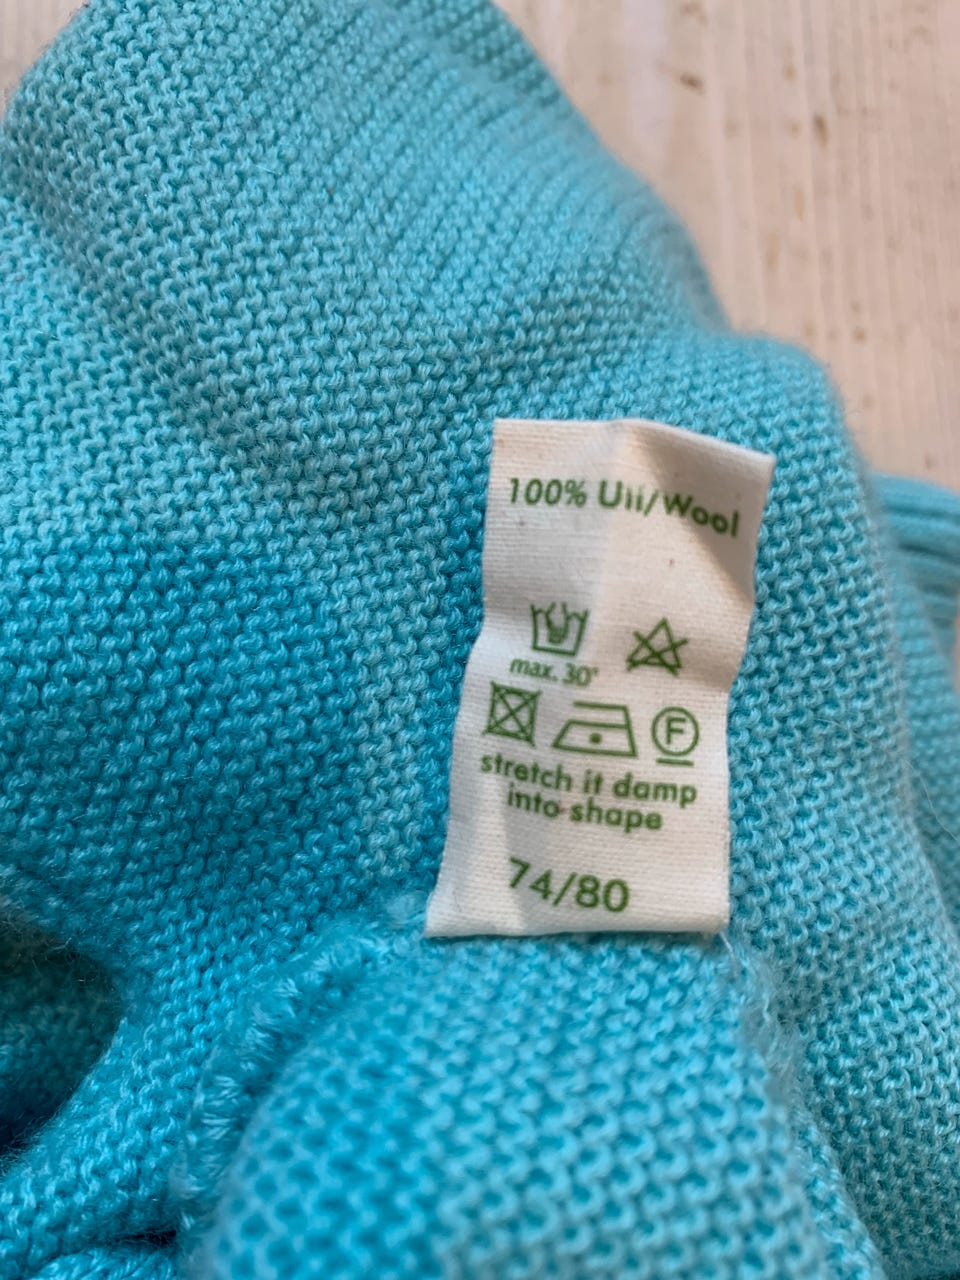 100% Ull/Wool
max. 30°
F
stretch it damp
into shape
74/80